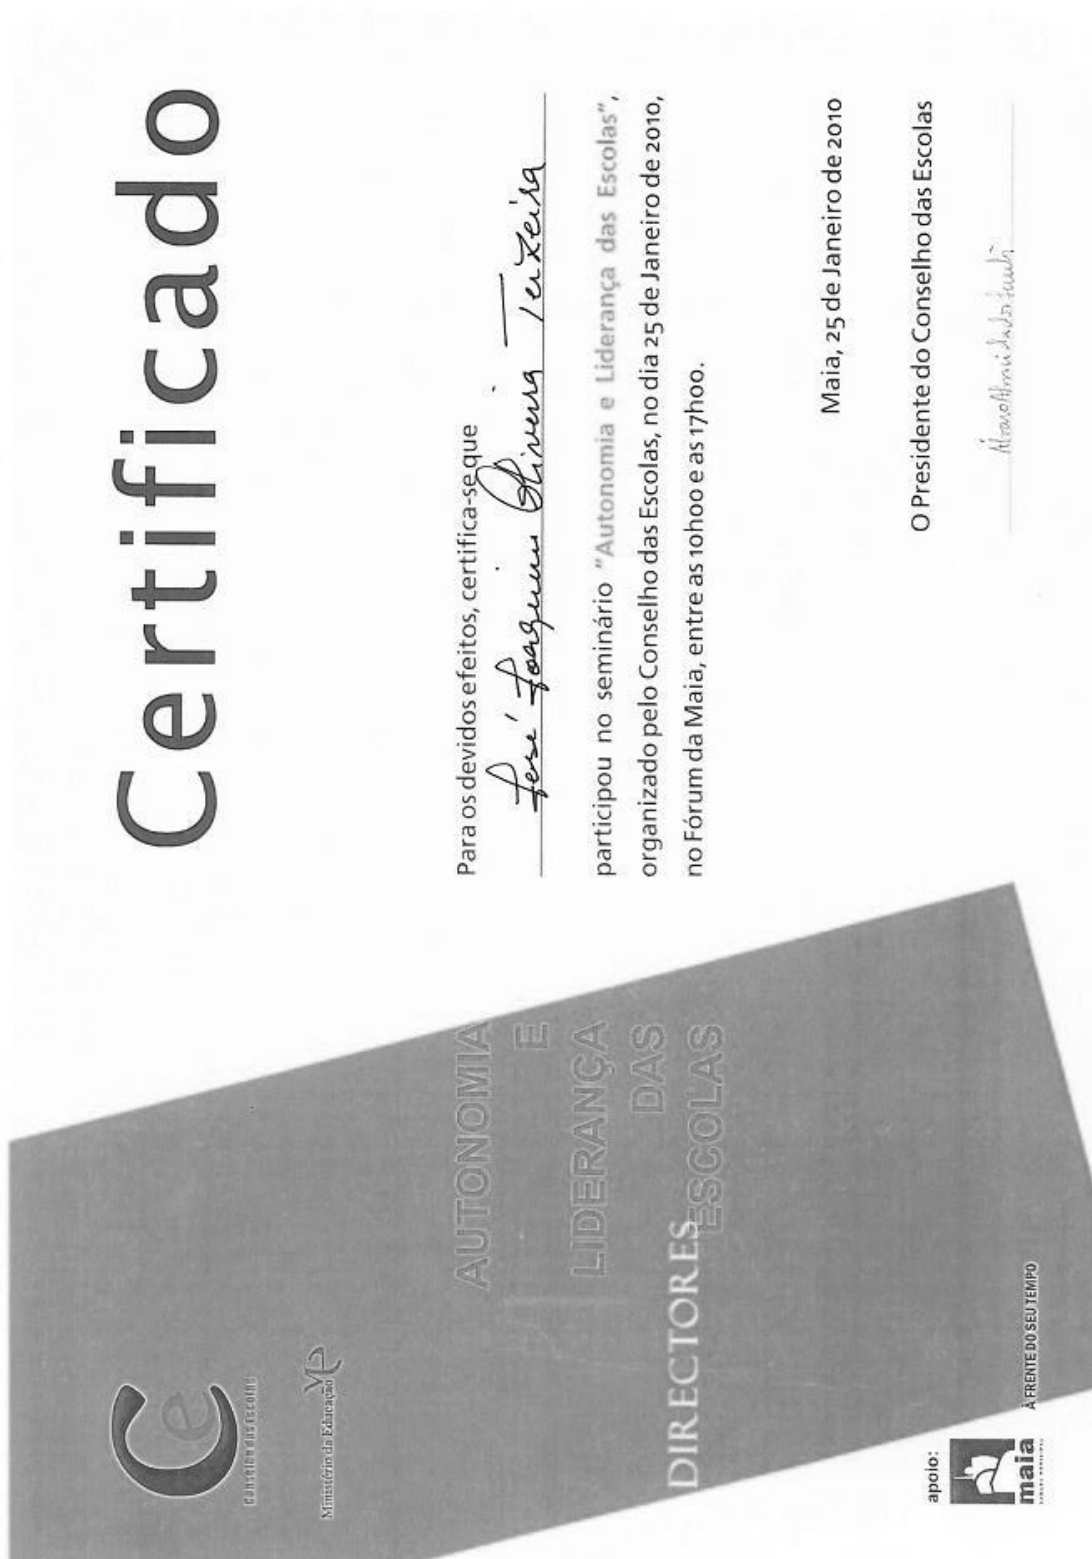 Conselho das Escolas
Ministério da Educação
AUTONOMIA
E
LIDERANÇA
DAS
ESCOLAS
DIRECTORES
apoio:
maia
CÂMARA MUNICIPAL
À FRENTE DO SEU TEMPO
Certificado
Para os devidos efeitos, certifica-se que
José Joaquim Oliveira Teixeira
participou no seminário "Autonomia e Liderança das Escolas",
organizado pelo Conselho das Escolas, no dia 25 de Janeiro de 2010,
no Fórum da Maia, entre as 10h00 e as 17h00.
Maia, 25 de Janeiro de 2010
O Presidente do Conselho das Escolas